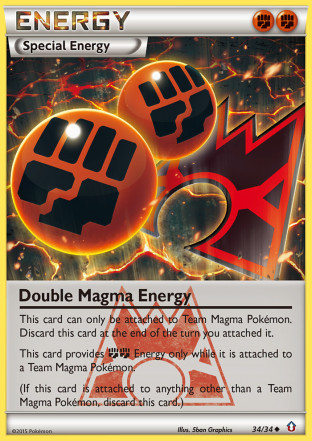 ENERGY
Special Energy
Double Magma Energy
This card can only be attached to Team Magma Pokémon.
Discard this card at the end of the turn you attached it.
This card provides Energy only while it is attached to
a Team Magma Pokémon.
(If this card is attached to anything other than a Team
Magma Pokémon, discard this card.)
©2015 Pokémon
Illus. 5ban Graphics
34/34